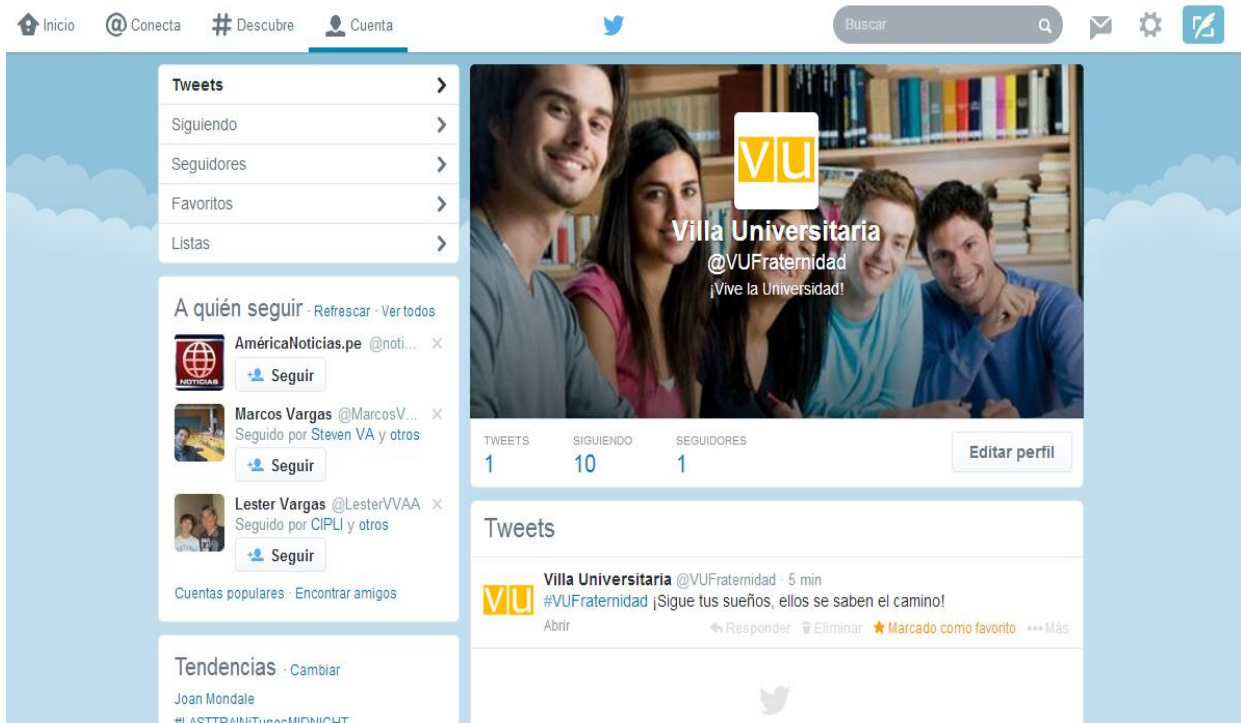 Inicio
Conecta
Descubre
Cuenta
Buscar
Tweets
Siguiendo
Seguidores
Favoritos
Listas
A quién seguir · Refrescar · Ver todos
NOTICIAS
AméricaNoticias.pe @noti...
Seguir
Marcos Vargas @MarcosV...
Seguido por Steven VA y otros
Seguir
Lester Vargas @LesterVVAA
Seguido por CIPLI y otros
Seguir
Cuentas populares · Encontrar amigos
Tendencias · Cambiar
Joan Mondale
#LASTTRAINiTunesMIDNIGHT
VU
Villa Universitaria
@VUFraternidad
¡Vive la Universidad!
TWEETS SIGUIENDO SEGUIDORES
1 10 1
Editar perfil
Tweets
VU
Villa Universitaria @VUFraternidad · 5 min
#VUFraternidad ¡Sigue tus sueños, ellos se saben el camino!
Abrir Responder Eliminar Marcado como favorito Más